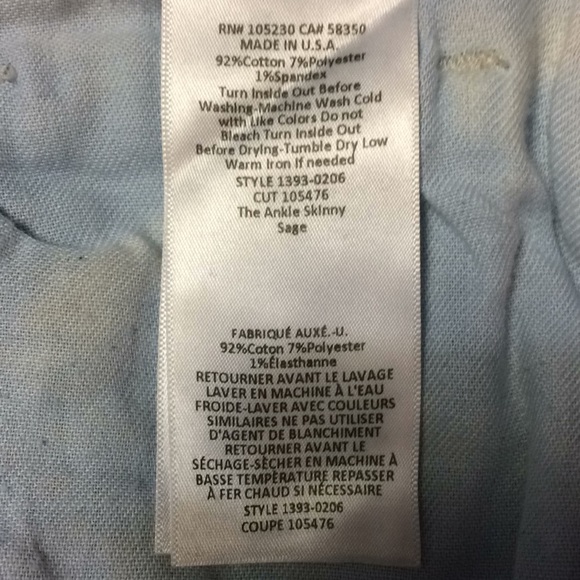 RN# 105230 CA# 58350
MADE IN U.S.A.
92%Cotton 7%Polyester
1%Spandex
Turn Inside Out Before
Washing-Machine Wash Cold
with Like Colors Do not
Bleach Turn Inside Out
Before Drying-Tumble Dry Low
Warm Iron If needed
STYLE 1393-0206
CUT 105476
The Ankle Skinny
Sage
FABRIQUÉ AUXÉ.-U.
92%Coton 7%Polyester
1%Élasthanne
RETOURNER AVANT LE LAVAGE
LAVER EN MACHINE À L'EAU
FROIDE-LAVER AVEC COULEURS
SIMILAIRES NE PAS UTILISER
D'AGENT DE BLANCHIMENT
RETOURNER AVANT LE
SÉCHAGE-SÈCHER EN MACHINE À
BASSE TEMPÉRATURE REPASSER
À FER CHAUD SI NÉCESSAIRE
STYLE 1393-0206
COUPE 105476